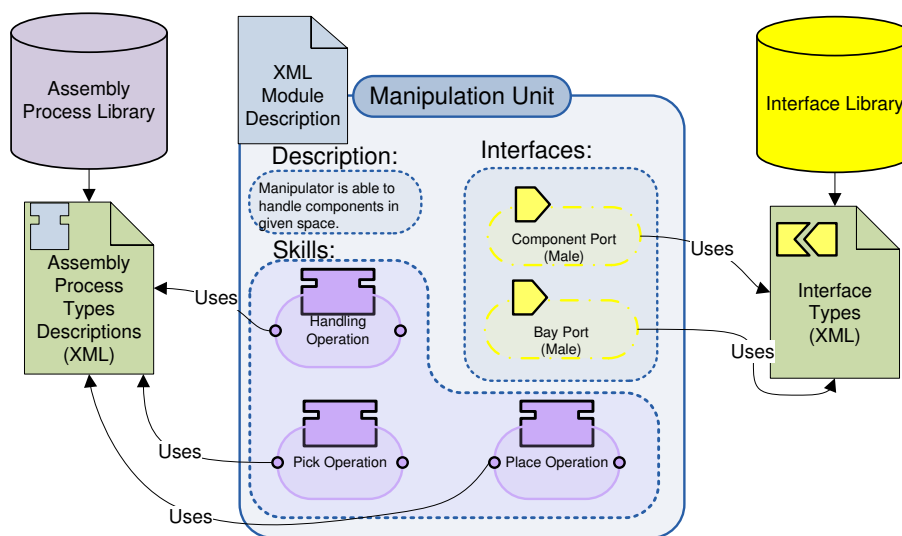 Assembly
Process Library
XML
Module
Description
Manipulation Unit
Interface Library
Description:
Manipulator is able to
handle components in
given space.
Interfaces:
Component Port
(Male)
Bay Port
(Male)
Skills:
Handling
Operation
Pick Operation
Place Operation
Assembly
Process
Types
Descriptions
(XML)
Interface
Types
(XML)
Uses
Uses
Uses
Uses
Uses